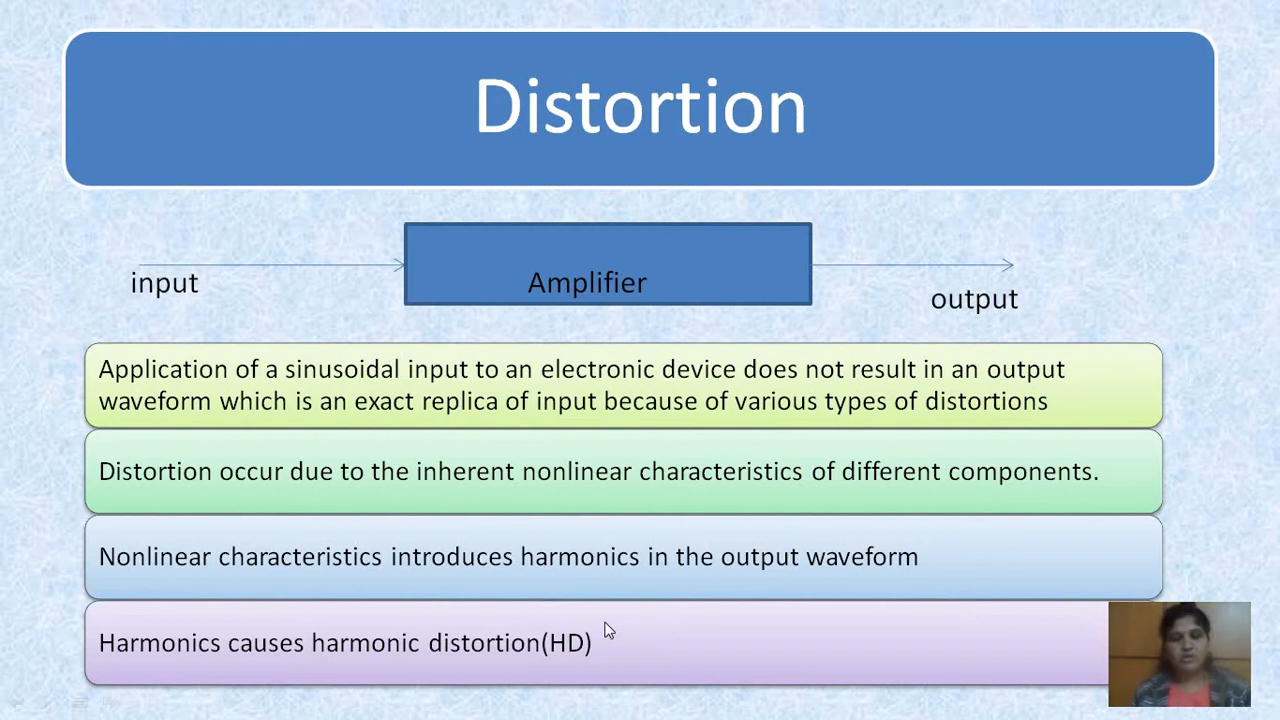 Distortion
input
Amplifier
output
Application of a sinusoidal input to an electronic device does not result in an output
waveform which is an exact replica of input because of various types of distortions
Distortion occur due to the inherent nonlinear characteristics of different components.
Nonlinear characteristics introduces harmonics in the output waveform
Harmonics causes harmonic distortion(HD)